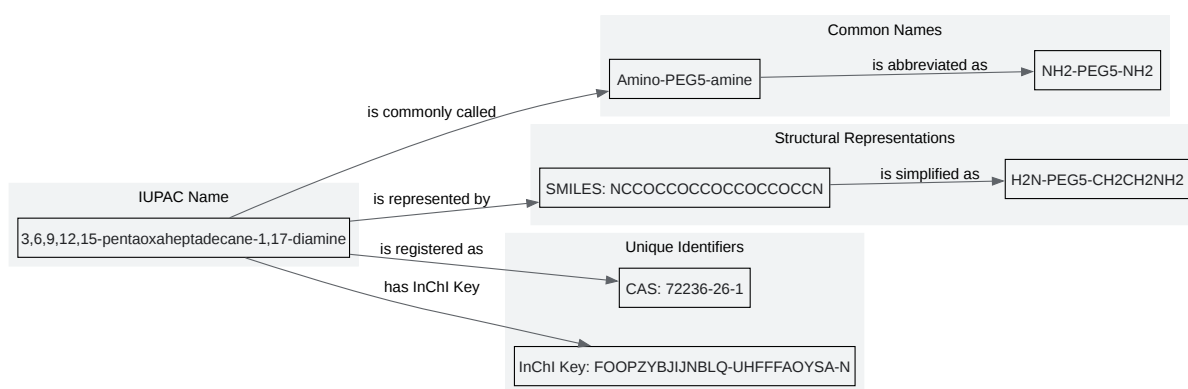 Common Names
Amino-PEG5-amine
is abbreviated as
NH2-PEG5-NH2
is commonly called
Structural Representations
SMILES: NCCOCCOCCOCCOCCOCCN
is simplified as
H2N-PEG5-CH2CH2NH2
IUPAC Name
3,6,9,12,15-pentaoxaheptadecane-1,17-diamine
is represented by
is registered as
has InChI Key
Unique Identifiers
CAS: 72236-26-1
InChI Key: FOOPZYBJIJNBLQ-UHFFFAOYSA-N